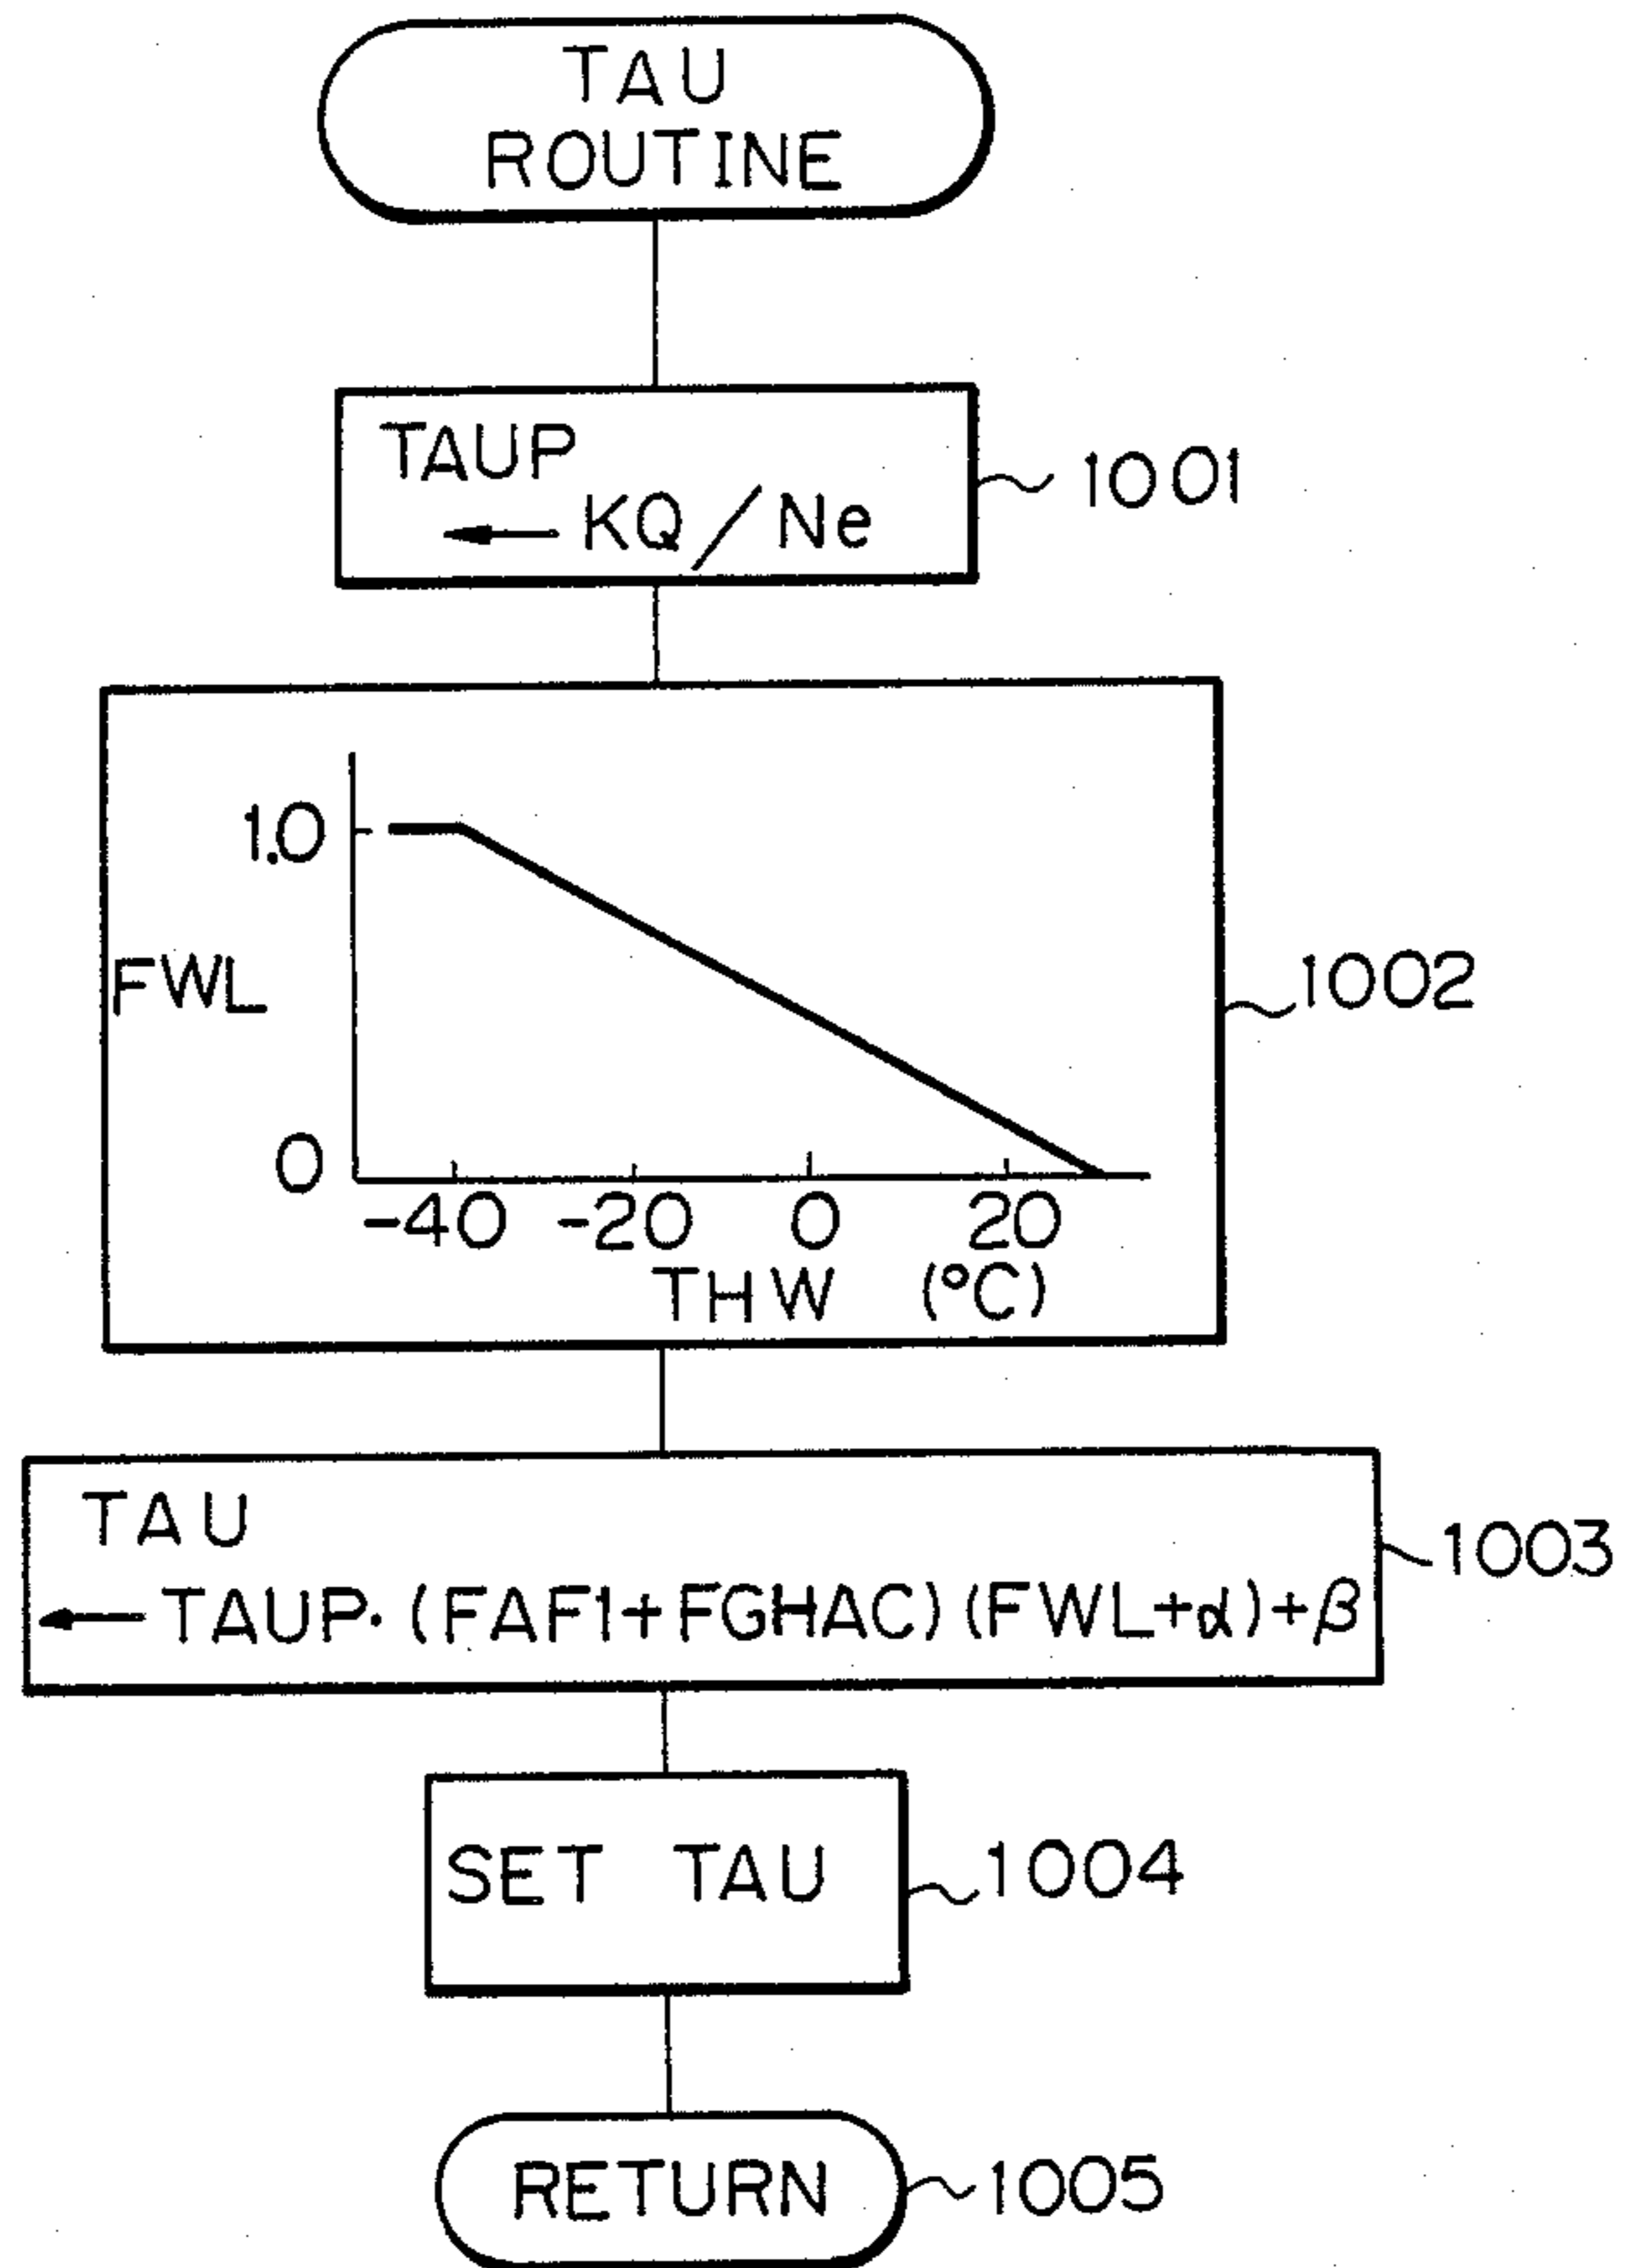 TAU
ROUTINE
TAUP
← KQ/Ne
1001
1.0
FWL
0
-40 -20 0 20
THW (°C)
1002
TAU
← TAUP·(FAF1+FGHAC)(FWL+α)+β
1003
SET TAU
1004
RETURN
1005